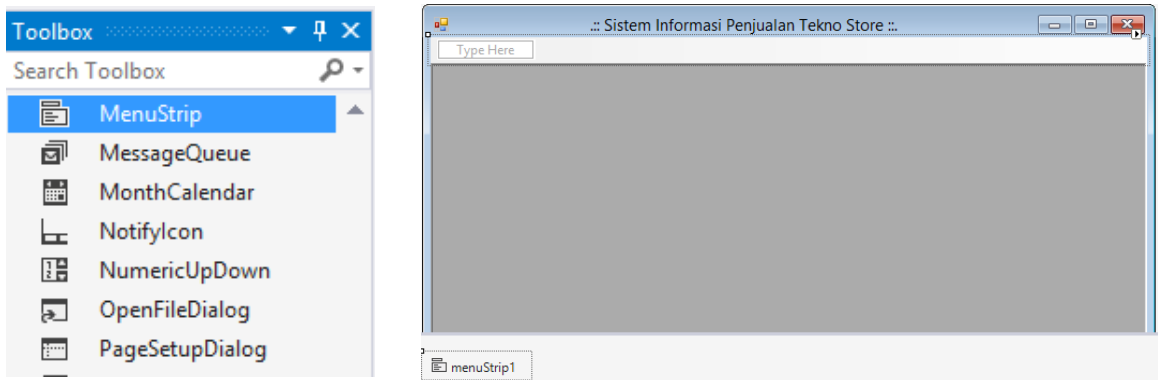 Toolbox
Search Toolbox
MenuStrip
MessageQueue
MonthCalendar
NotifyIcon
NumericUpDown
OpenFileDialog
PageSetupDialog
.:: Sistem Informasi Penjualan Tekno Store ::.
Type Here
menuStrip1